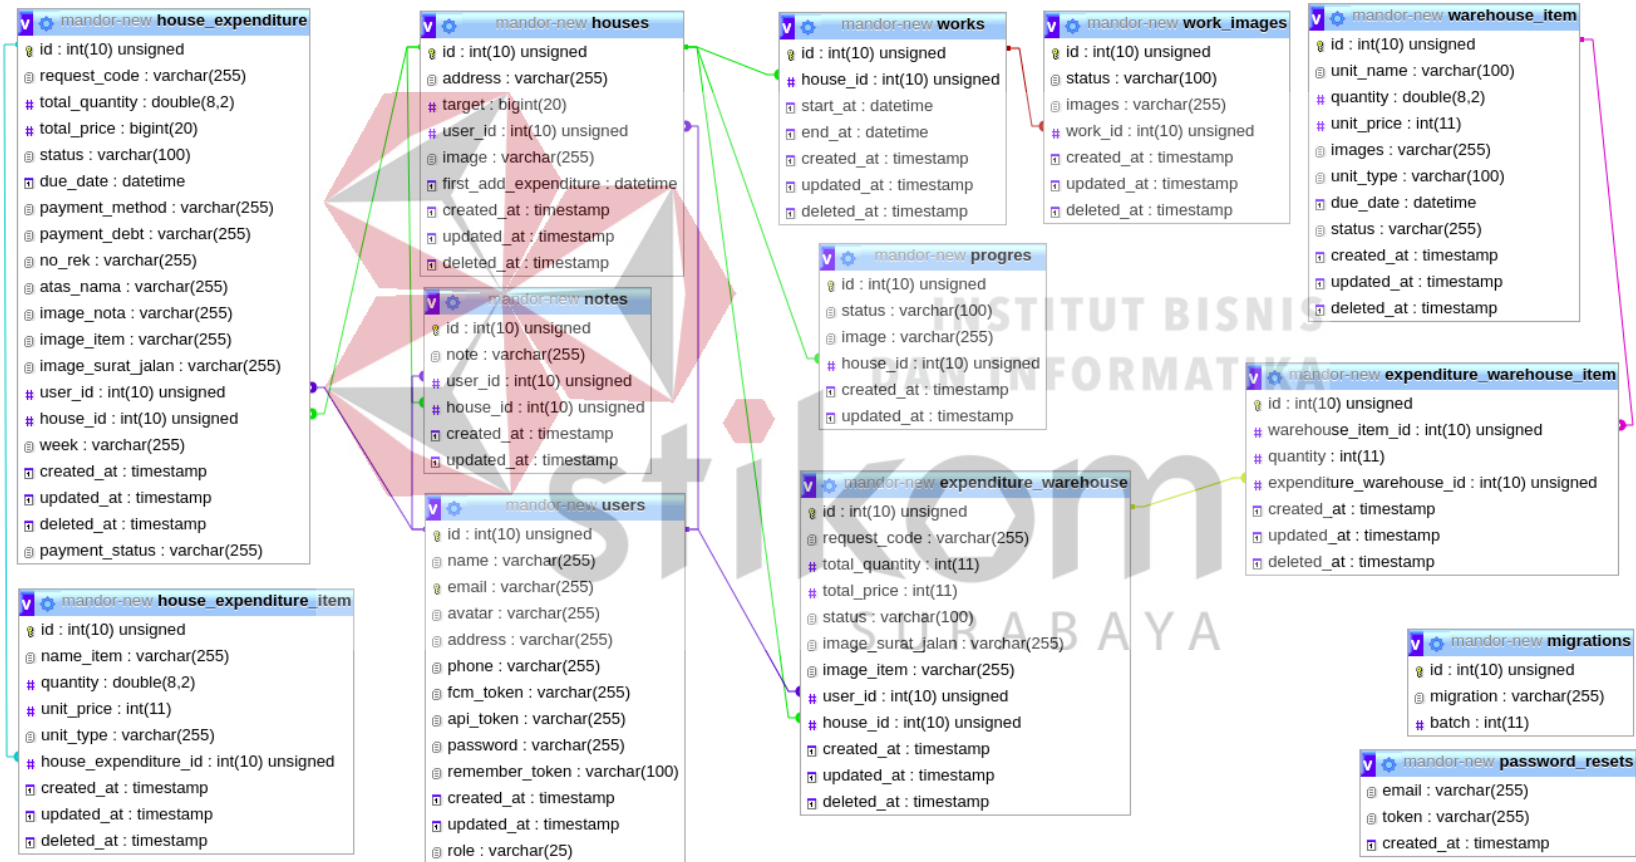 mandor-new house_expenditure
id : int(10) unsigned
request_code : varchar(255)
total_quantity : double(8,2)
total_price : bigint(20)
status : varchar(100)
due_date : datetime
payment_method : varchar(255)
payment_debt : varchar(255)
no_rek : varchar(255)
atas_nama : varchar(255)
image_nota : varchar(255)
image_item : varchar(255)
image_surat_jalan : varchar(255)
user_id : int(10) unsigned
house_id : int(10) unsigned
week : varchar(255)
created_at : timestamp
updated_at : timestamp
deleted_at : timestamp
payment_status : varchar(255)
mandor-new house_expenditure_item
id : int(10) unsigned
name_item : varchar(255)
quantity : double(8,2)
unit_price : int(11)
unit_type : varchar(255)
house_expenditure_id : int(10) unsigned
created_at : timestamp
updated_at : timestamp
deleted_at : timestamp
mandor-new houses
id : int(10) unsigned
address : varchar(255)
target : bigint(20)
user_id : int(10) unsigned
image : varchar(255)
first_add_expenditure : datetime
created_at : timestamp
updated_at : timestamp
deleted_at : timestamp
mandor-new notes
id : int(10) unsigned
note : varchar(255)
user_id : int(10) unsigned
house_id : int(10) unsigned
created_at : timestamp
updated_at : timestamp
mandor-new users
id : int(10) unsigned
name : varchar(255)
email : varchar(255)
avatar : varchar(255)
address : varchar(255)
phone : varchar(255)
fcm_token : varchar(255)
api_token : varchar(255)
password : varchar(255)
remember_token : varchar(100)
created_at : timestamp
updated_at : timestamp
role : varchar(25)
mandor-new works
id : int(10) unsigned
house_id : int(10) unsigned
start_at : datetime
end_at : datetime
created_at : timestamp
updated_at : timestamp
deleted_at : timestamp
mandor-new work_images
id : int(10) unsigned
status : varchar(100)
images : varchar(255)
work_id : int(10) unsigned
created_at : timestamp
updated_at : timestamp
deleted_at : timestamp
mandor-new warehouse_item
id : int(10) unsigned
unit_name : varchar(100)
quantity : double(8,2)
unit_price : int(11)
images : varchar(255)
unit_type : varchar(100)
due_date : datetime
status : varchar(255)
created_at : timestamp
updated_at : timestamp
deleted_at : timestamp
mandor-new progres
id : int(10) unsigned
status : varchar(100)
image : varchar(255)
house_id : int(10) unsigned
created_at : timestamp
updated_at : timestamp
mandor-new expenditure_warehouse
id : int(10) unsigned
request_code : varchar(255)
total_quantity : int(11)
total_price : int(11)
status : varchar(100)
image_surat_jalan : varchar(255)
image_item : varchar(255)
user_id : int(10) unsigned
house_id : int(10) unsigned
created_at : timestamp
updated_at : timestamp
deleted_at : timestamp
mandor-new expenditure_warehouse_item
id : int(10) unsigned
warehouse_item_id : int(10) unsigned
quantity : int(11)
expenditure_warehouse_id : int(10) unsigned
created_at : timestamp
updated_at : timestamp
deleted_at : timestamp
mandor-new migrations
id : int(10) unsigned
migration : varchar(255)
batch : int(11)
mandor-new password_resets
email : varchar(255)
token : varchar(255)
created_at : timestamp
INSTITUT BISNIS
DAN INFORMATIKA
stikom
SURABAYA